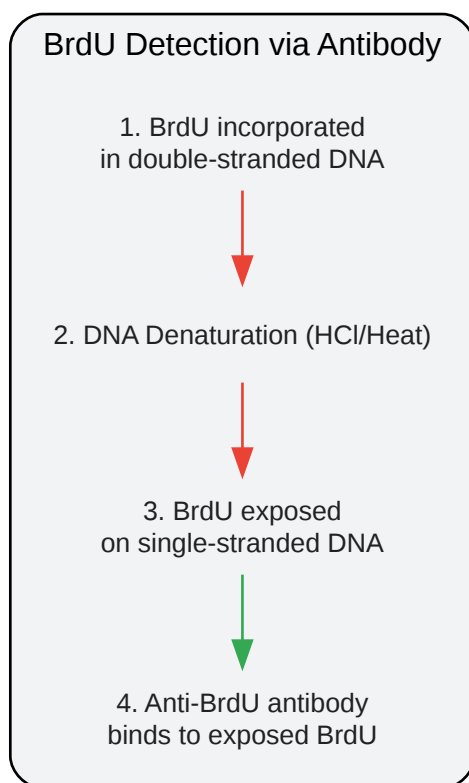 BrdU Detection via Antibody
1. BrdU incorporated
in double-stranded DNA
2. DNA Denaturation (HCl/Heat)
3. BrdU exposed
on single-stranded DNA
4. Anti-BrdU antibody
binds to exposed BrdU